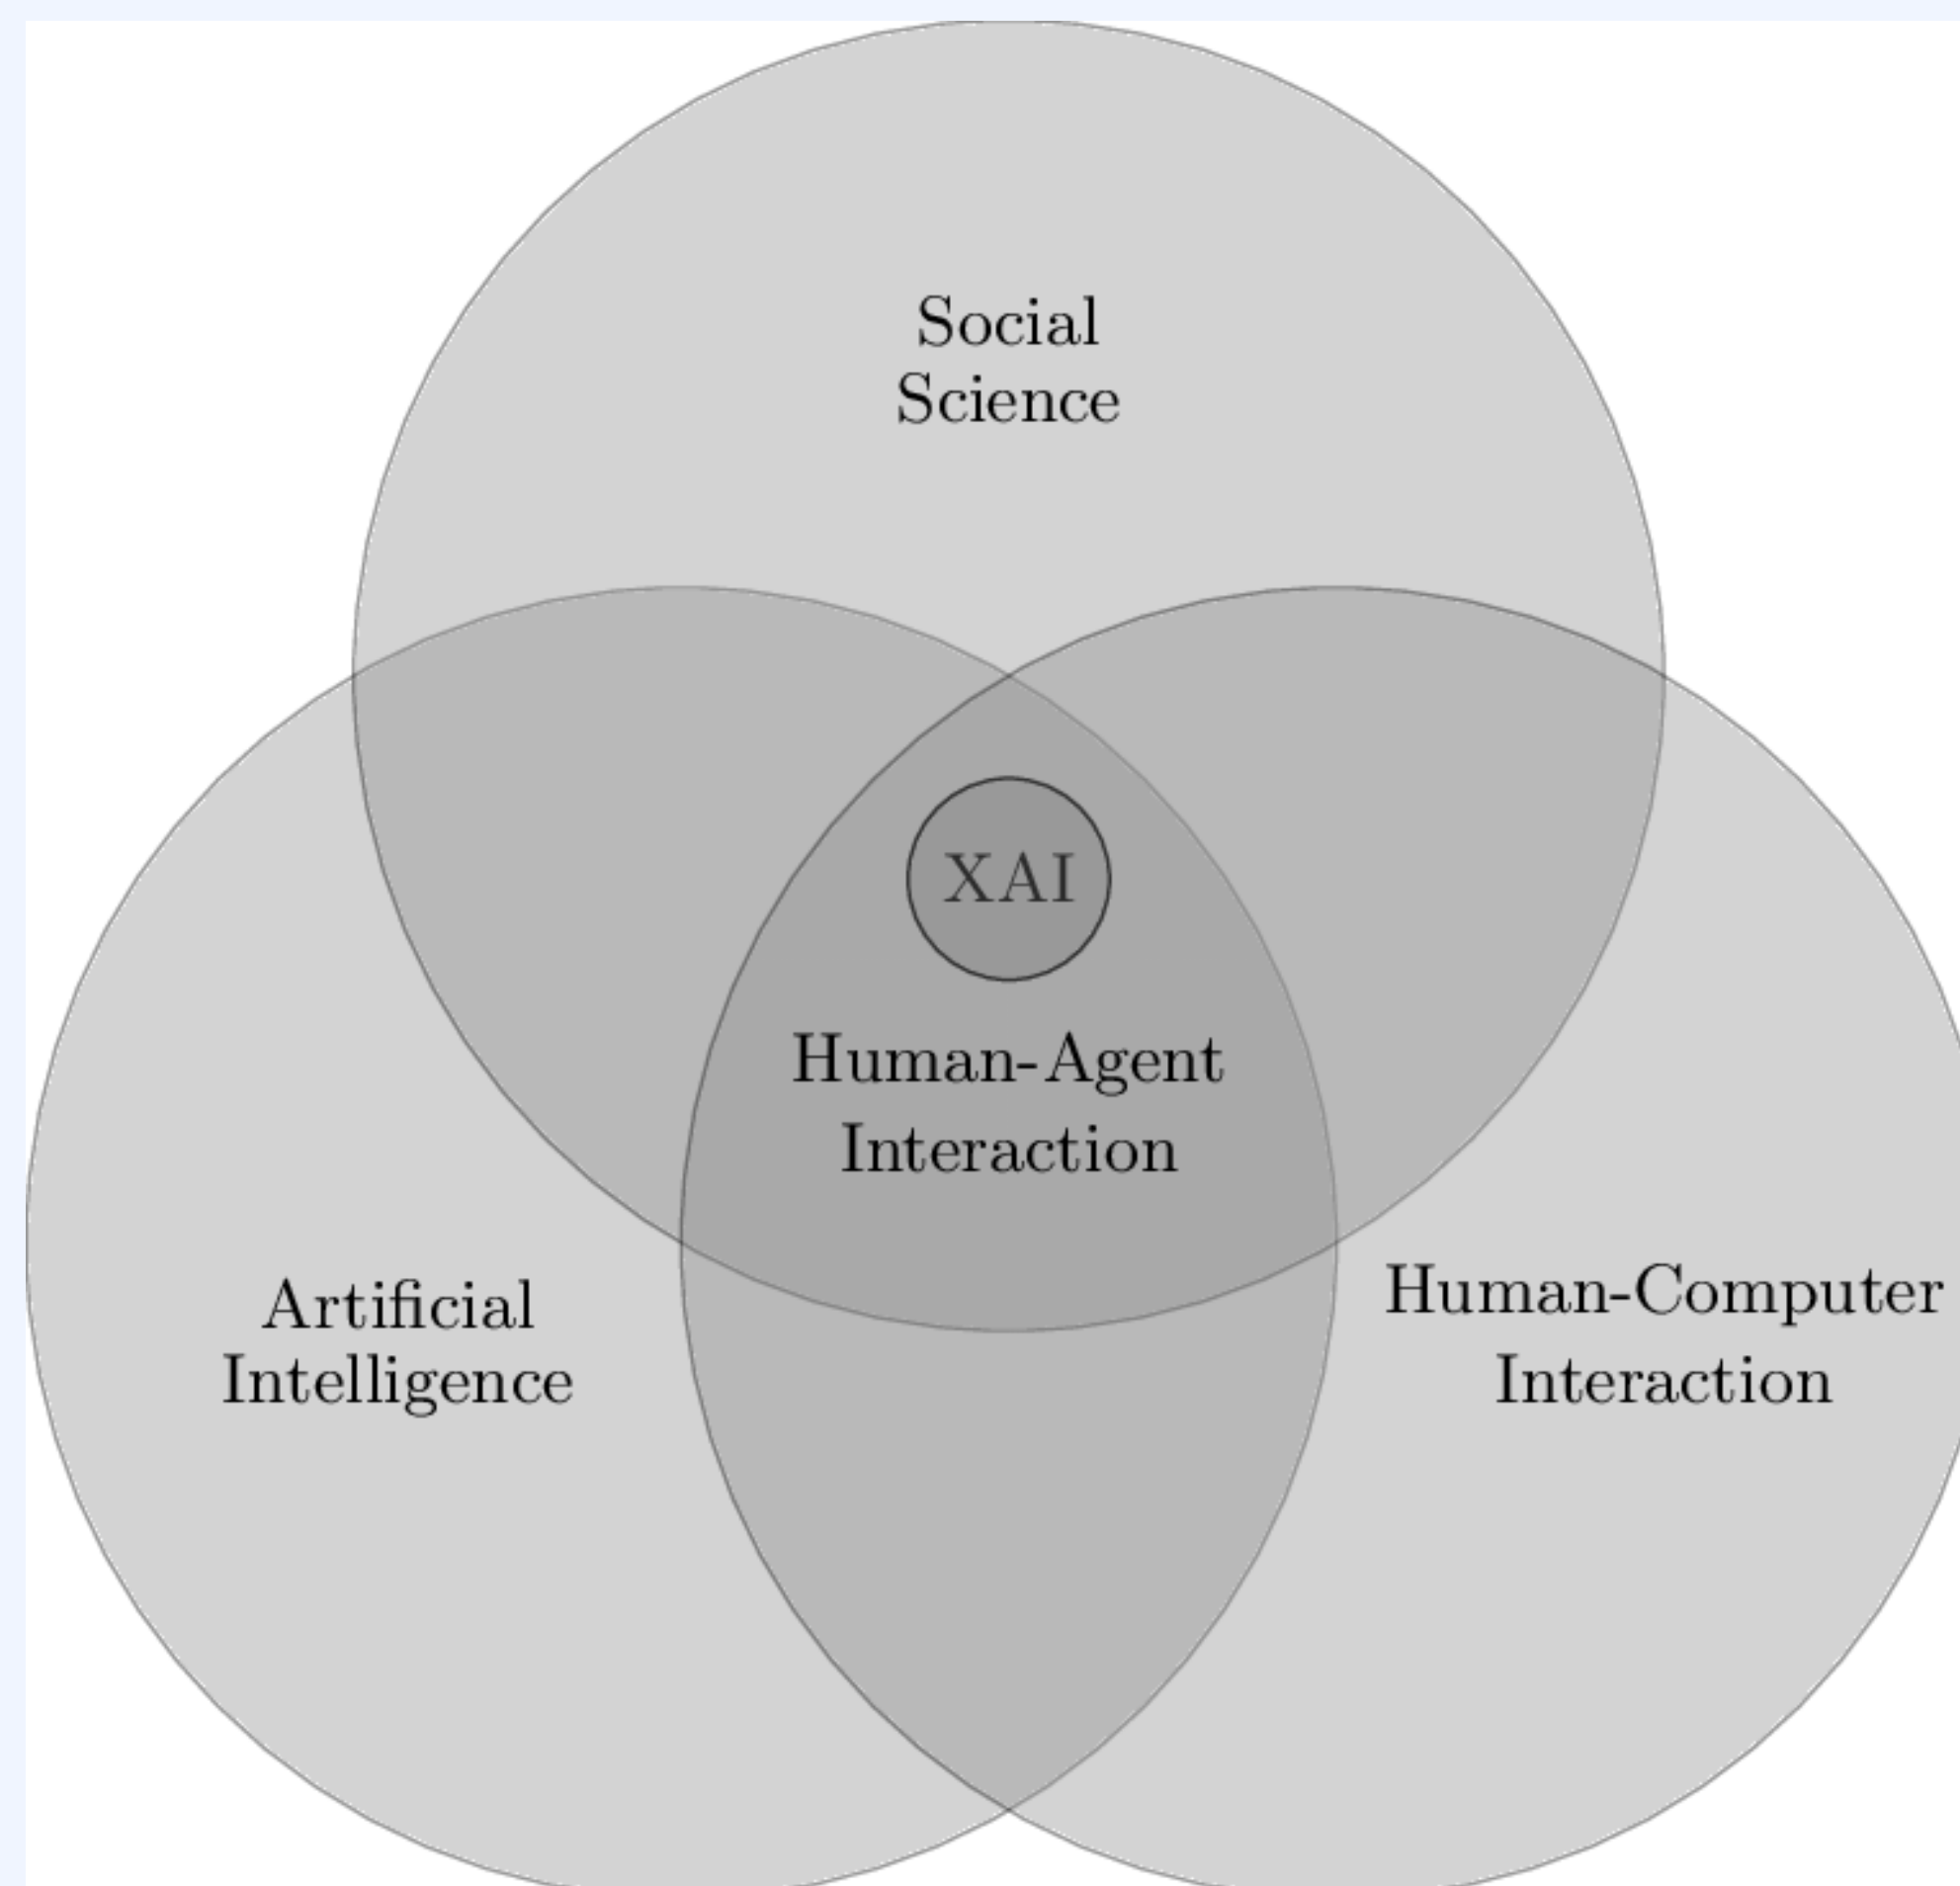 Social
Science
XAI
Human-Agent
Interaction
Artificial
Intelligence
Human-Computer
Interaction